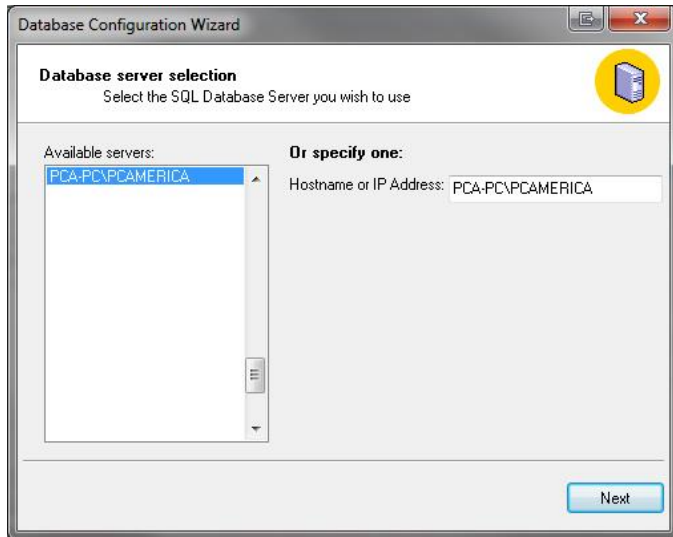 Database Configuration Wizard
Database server selection
Select the SQL Database Server you wish to use
Available servers:
PCA-PC\PCAMERICA
Or specify one:
Hostname or IP Address: PCA-PC\PCAMERICA
Next